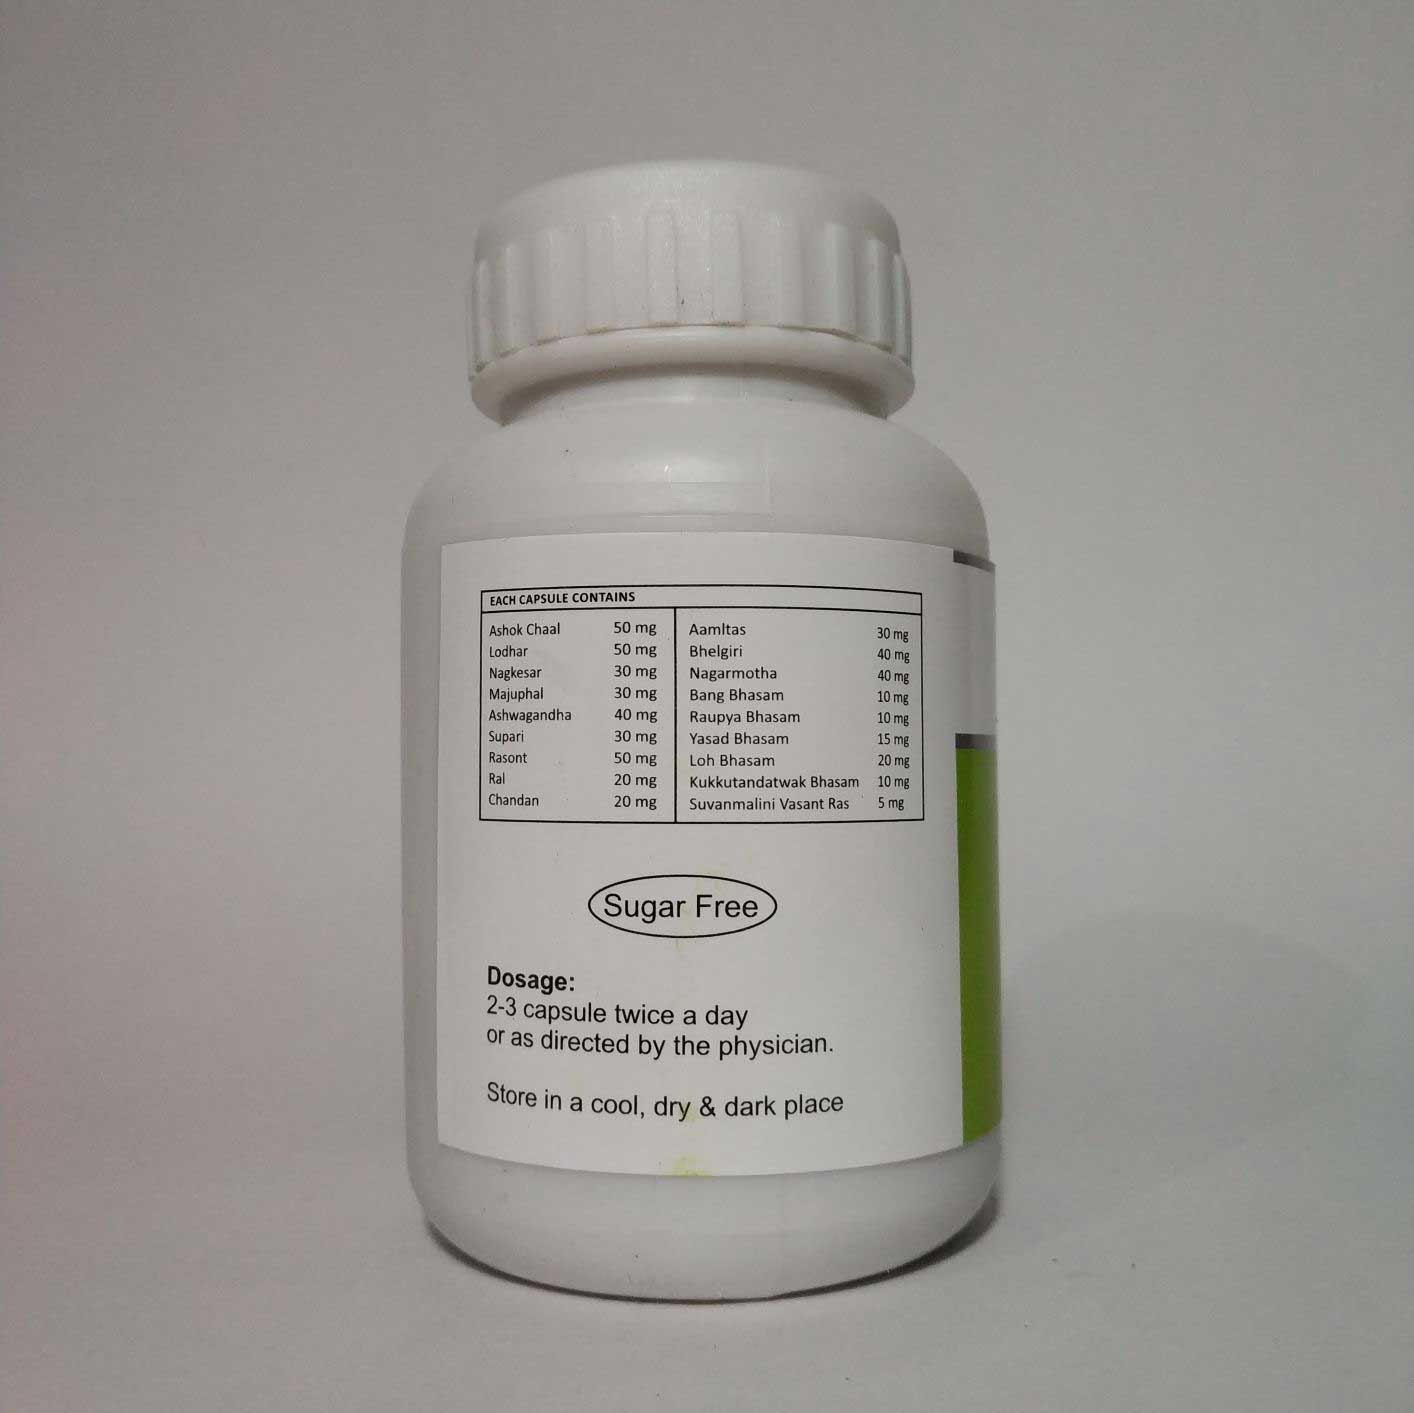 EACH CAPSULE CONTAINS
Ashok Chaal 50 mg
Lodhar 50 mg
Nagkesar 30 mg
Majuphal 30 mg
Ashwagandha 40 mg
Supari 30 mg
Rasont 50 mg
Ral 20 mg
Chandan 20 mg
Aamltas 30 mg
Bhelgiri 40 mg
Nagarmotha 40 mg
Bang Bhasam 10 mg
Raupya Bhasam 10 mg
Yasad Bhasam 15 mg
Loh Bhasam 20 mg
Kukkutandatwak Bhasam 10 mg
Suvanmalini Vasant Ras 5 mg
Sugar Free
Dosage:
2-3 capsule twice a day
or as directed by the physician.
Store in a cool, dry & dark place